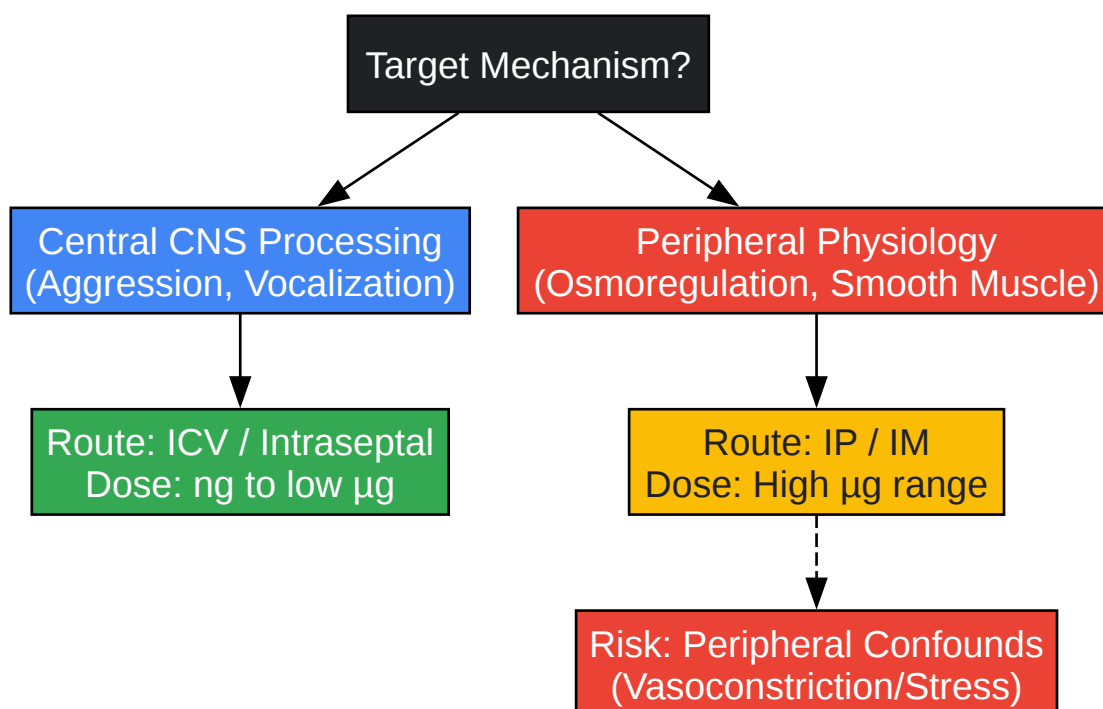 Target Mechanism?
Central CNS Processing
(Aggression, Vocalization)
Peripheral Physiology
(Osmoregulation, Smooth Muscle)
Route: ICV / Intraseptal
Dose: ng to low µg
Route: IP / IM
Dose: High µg range
Risk: Peripheral Confounds
(Vasoconstriction/Stress)